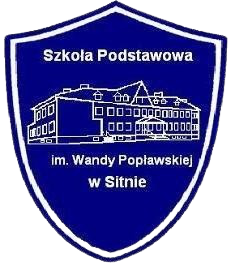 Szkoła Podstawowa
im. Wandy Popławskiej
w Sitnie